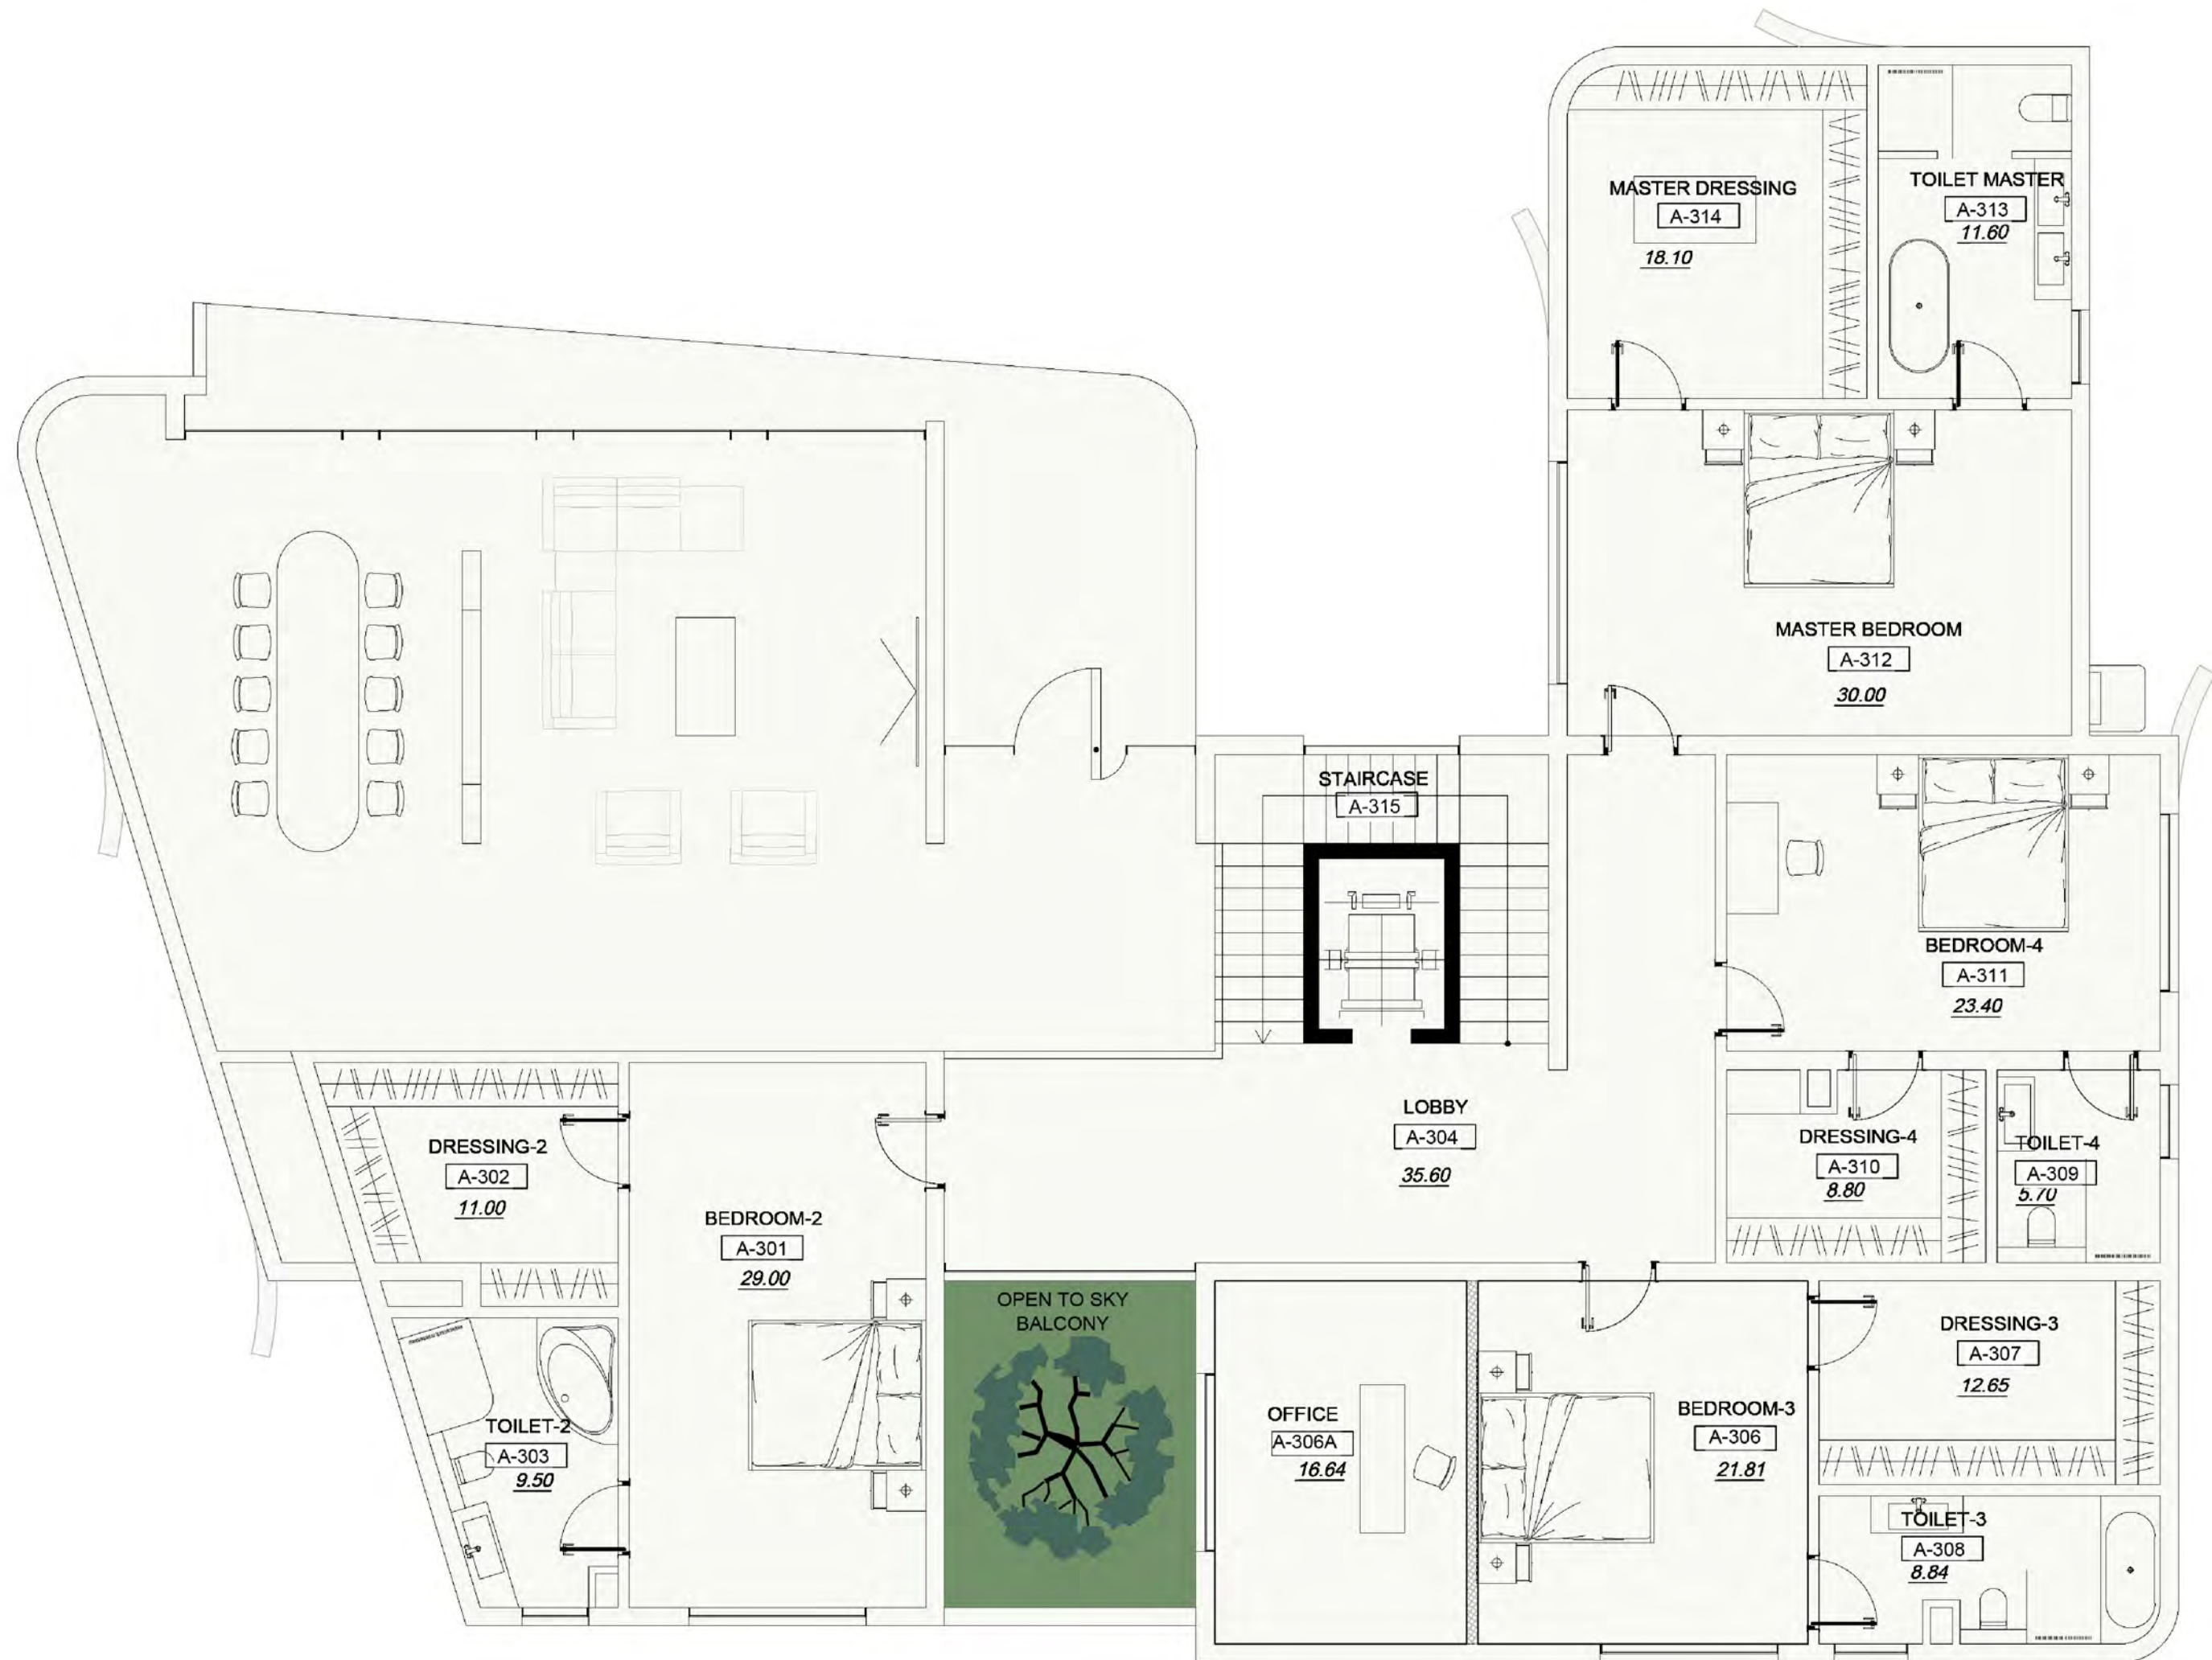 MASTER DRESSING
A-314
18.10
TOILET MASTER
A-313
11.60
MASTER BEDROOM
A-312
30.00
STAIRCASE
A-315
BEDROOM-4
A-311
23.40
LOBBY
A-304
35.60
DRESSING-4
A-310
8.80
TOILET-4
A-309
5.70
DRESSING-2
A-302
11.00
BEDROOM-2
A-301
29.00
OPEN TO SKY
BALCONY
TOILET-2
A-303
9.50
OFFICE
A-306A
16.64
BEDROOM-3
A-306
21.81
DRESSING-3
A-307
12.65
TOILET-3
A-308
8.84